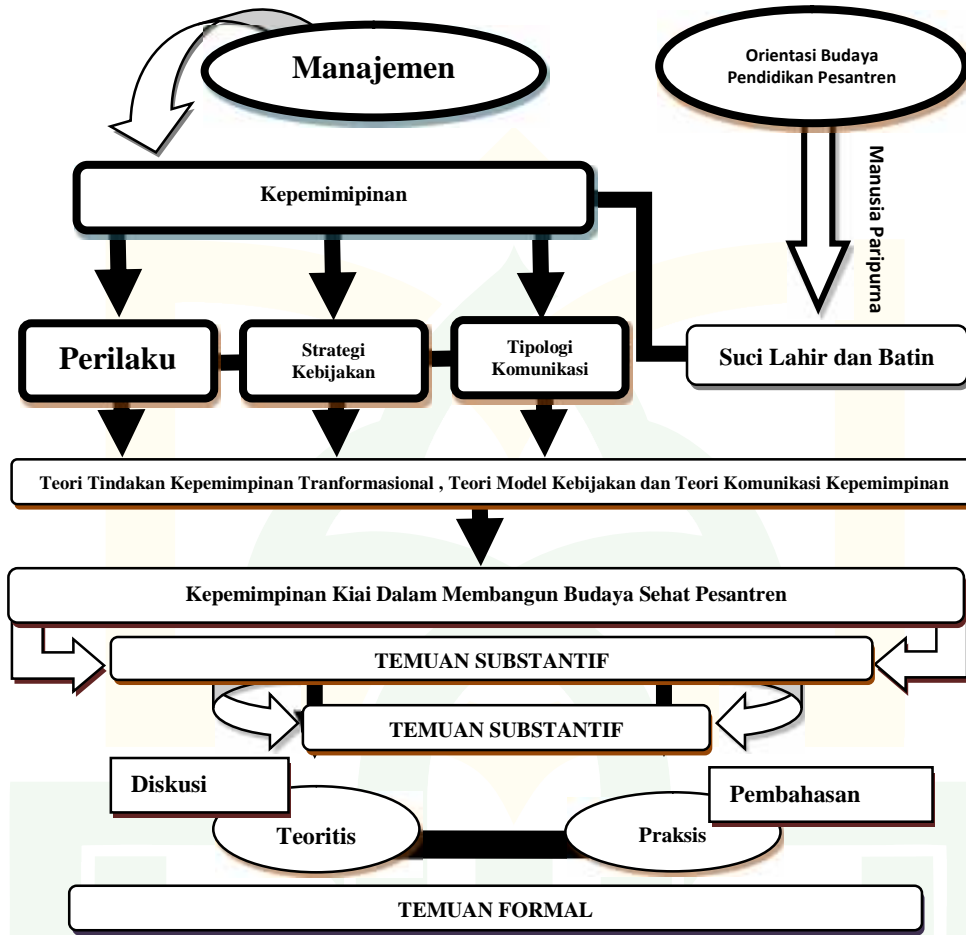 Manajemen
Orientasi Budaya
Pendidikan Pesantren
Manusia Paripurna
Kepemimipinan
Perilaku
Strategi
Kebijakan
Tipologi
Komunikasi
Suci Lahir dan Batin
Teori Tindakan Kepemimpinan Tranformasional , Teori Model Kebijakan dan Teori Komunikasi Kepemimpinan
Kepemimpinan Kiai Dalam Membangun Budaya Sehat Pesantren
TEMUAN SUBSTANTIF
TEMUAN SUBSTANTIF
Diskusi
Pembahasan
Teoritis
Praksis
TEMUAN FORMAL